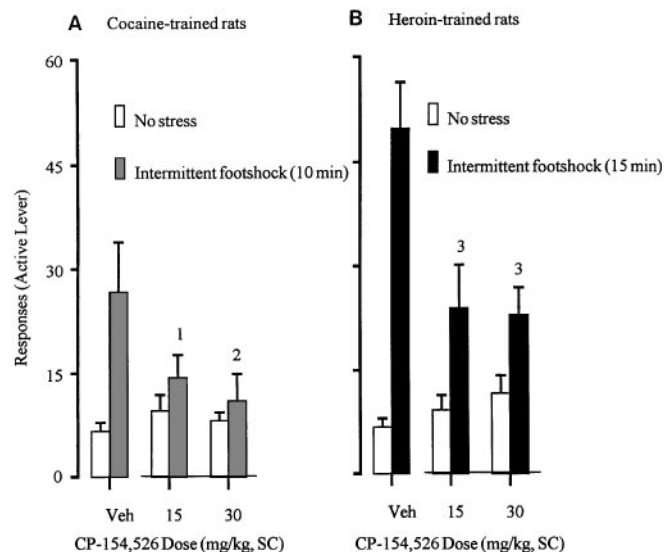 A Cocaine-trained rats
B Heroin-trained rats
60
45
30
15
0
Responses (Active Lever)
No stress
Intermittent footshock (10 min)
1
2
Veh 15 30
CP-154,526 Dose (mg/kg, SC)
No stress
Intermittent footshock (15 min)
3
3
Veh 15 30
CP-154,526 Dose (mg/kg, SC)